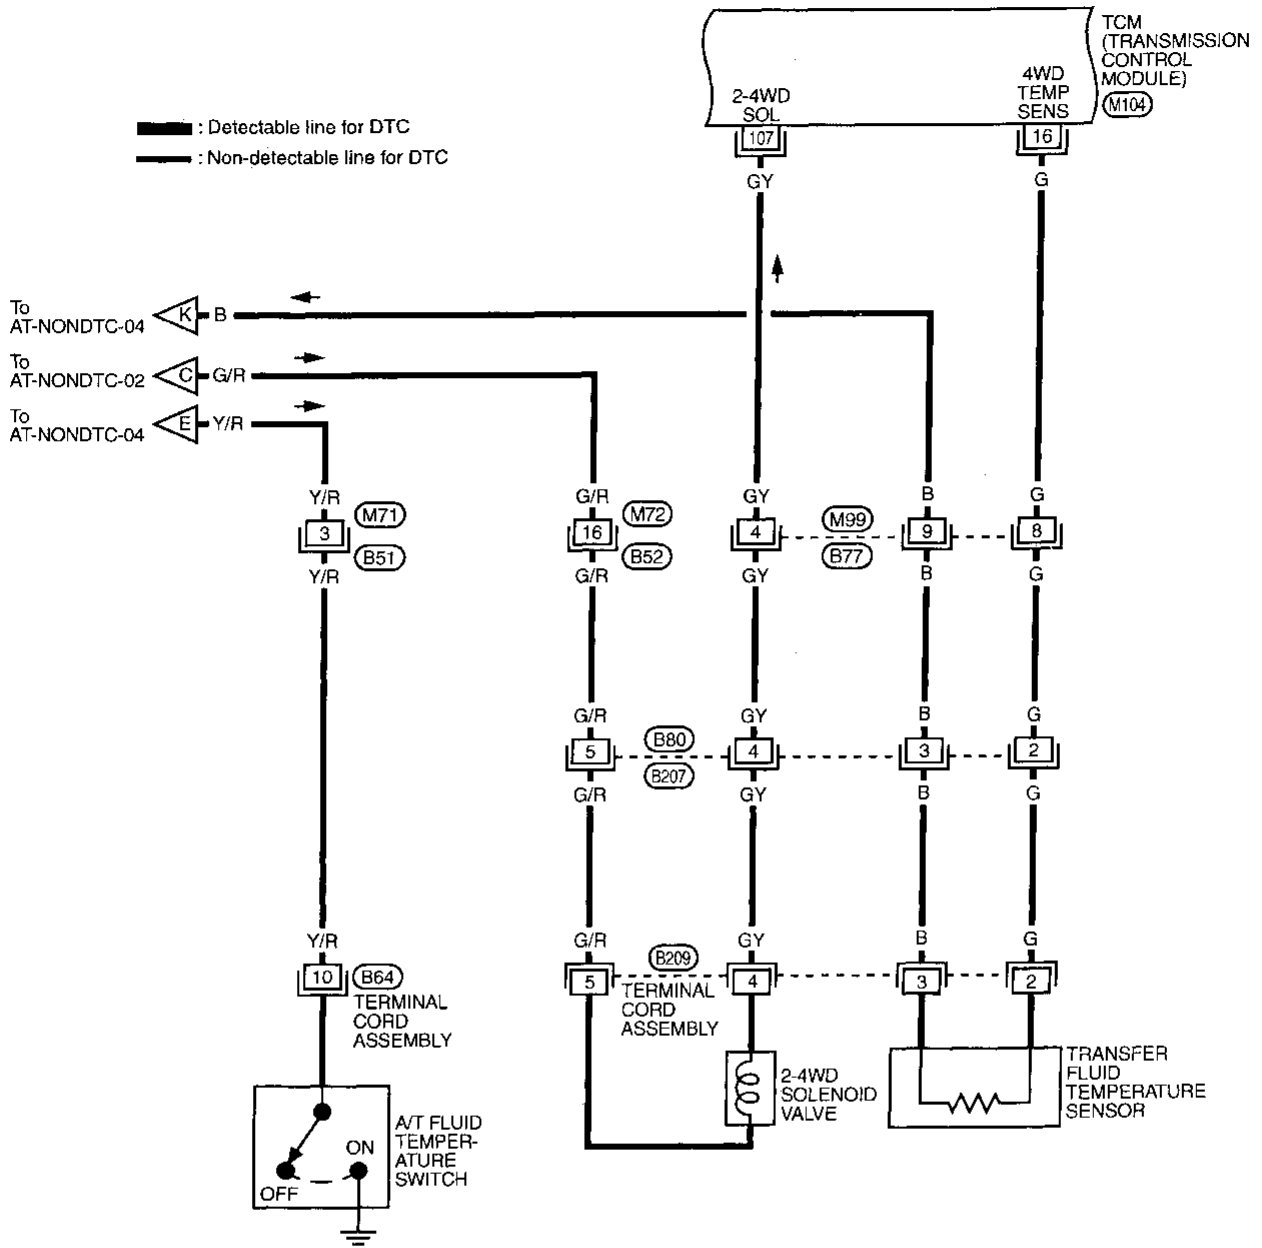 TCM
(TRANSMISSION
CONTROL
MODULE)
M104
4WD
TEMP
SENS
2-4WD
SOL
107
16
GY
G
: Detectable line for DTC
: Non-detectable line for DTC
To
AT-NONDTC-04
K
B
To
AT-NONDTC-02
C
G/R
To
AT-NONDTC-04
E
Y/R
Y/R
G/R
GY
B
G
3
M71
B51
16
M72
B52
4
M99
B77
9
8
Y/R
G/R
GY
B
G
G/R
GY
B
G
5
B80
B207
4
3
2
G/R
GY
B
G
Y/R
G/R
GY
B
G
10
B64
TERMINAL
CORD
ASSEMBLY
5
B209
TERMINAL
CORD
ASSEMBLY
4
3
2
2-4WD
SOLENOID
VALVE
TRANSFER
FLUID
TEMPERATURE
SENSOR
A/T FLUID
TEMPER-
ATURE
SWITCH
ON
OFF